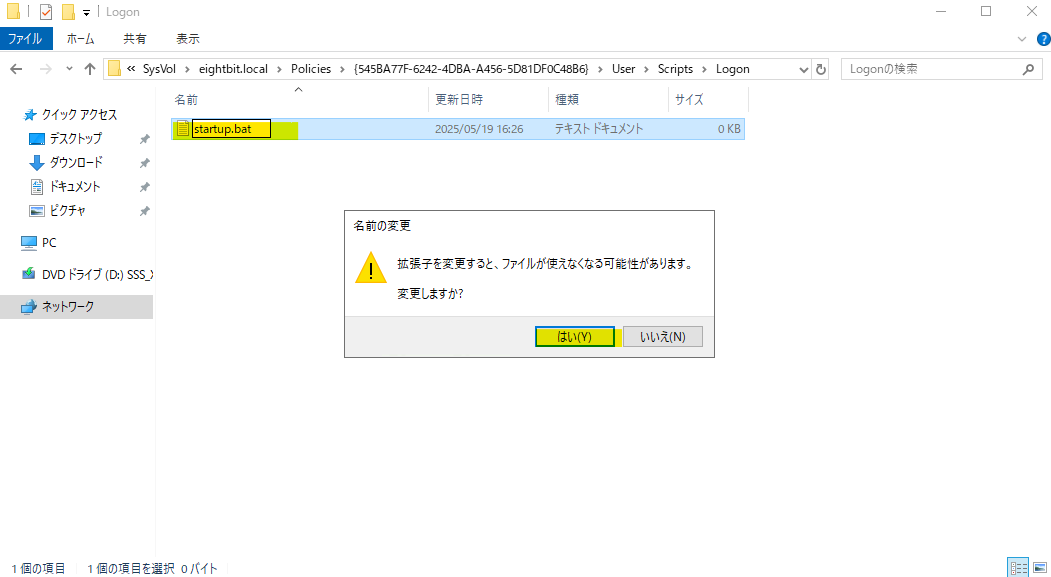 Logon
ファイル ホーム 共有 表示
« SysVol › eightbit.local › Policies › {545BA77F-6242-4DBA-A456-5D81DF0C48B6} › User › Scripts › Logon
Logonの検索
名前 更新日時 種類 サイズ
startup.bat 2025/05/19 16:26 テキスト ドキュメント 0 KB
クイック アクセス
デスクトップ
ダウンロード
ドキュメント
ピクチャ
PC
DVD ドライブ (D:) SSS_X
ネットワーク
名前の変更
拡張子を変更すると、ファイルが使えなくなる可能性があります。
変更しますか?
はい(Y) いいえ(N)
1 個の項目 1 個の項目を選択 0 バイト